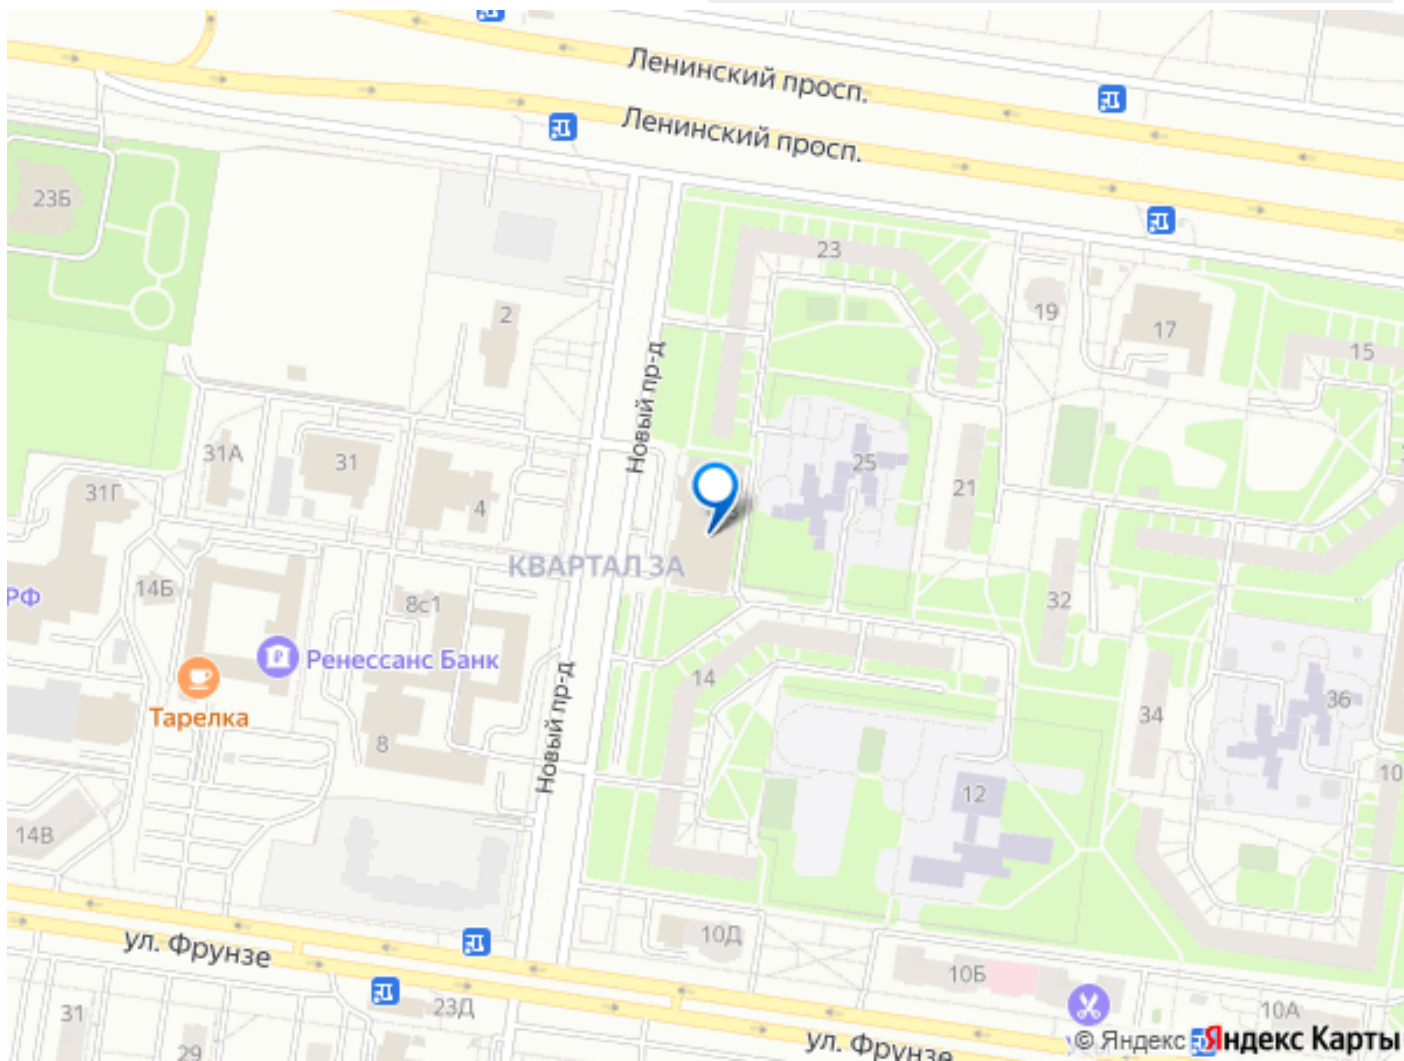 Ленинский просп.
Ленинский просп.
23Б
23
2
19
17
15
Новый пр-д
31А
31
25
31Г
4
21
КВАРТАЛ 3А
14Б
РФ
8с1
32
Ренессанс Банк
14
Тарелка
36
34
Новый пр-д
8
10
12
14В
ул. Фрунзе
10Д
10Б
23Д
31
10А
29
ул. Фрунзе
© Яндекс
Яндекс Карты